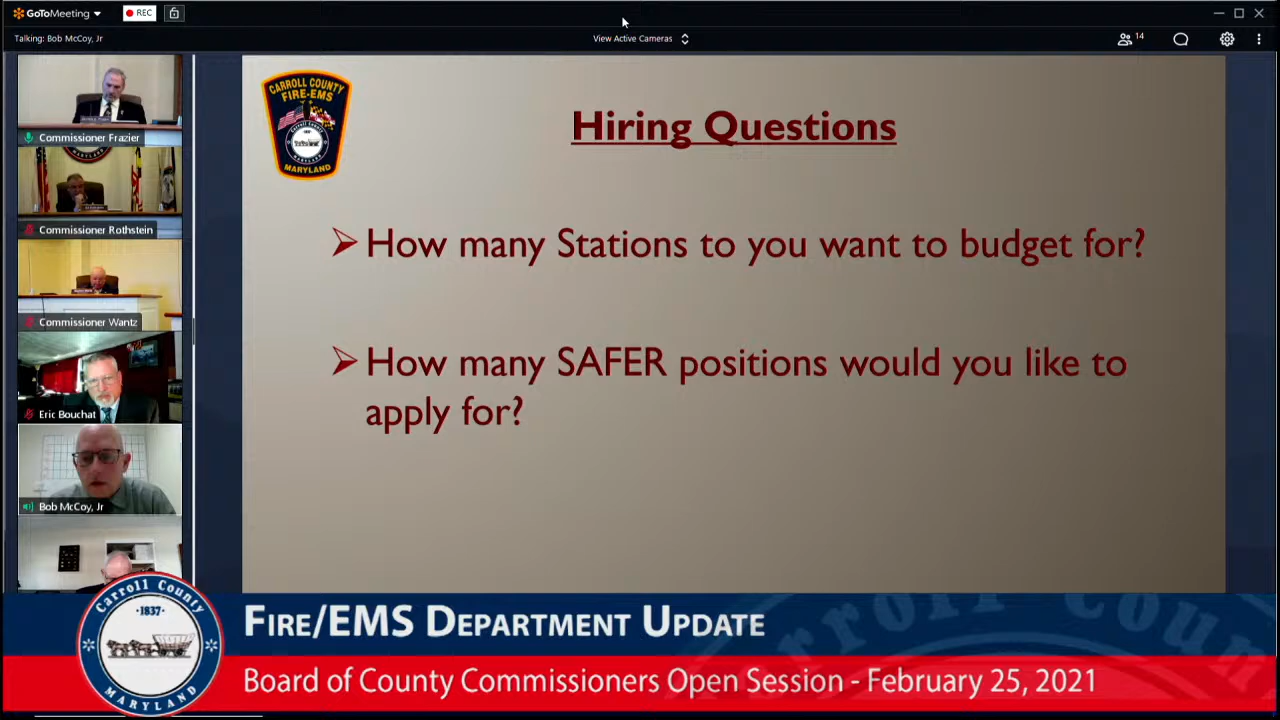 GoToMeeting
REC
Talking: Bob McCoy, Jr
View Active Cameras
14
Commissioner Frazier
Commissioner Rothstein
Commissioner Wantz
Eric Bouchat
Bob McCoy, Jr
CARROLL COUNTY
FIRE-EMS
MARYLAND
Hiring Questions
How many Stations to you want to budget for?
How many SAFER positions would you like to
apply for?
Carroll County
·1837·
MARYLAND
FIRE/EMS DEPARTMENT UPDATE
Board of County Commissioners Open Session - February 25, 2021